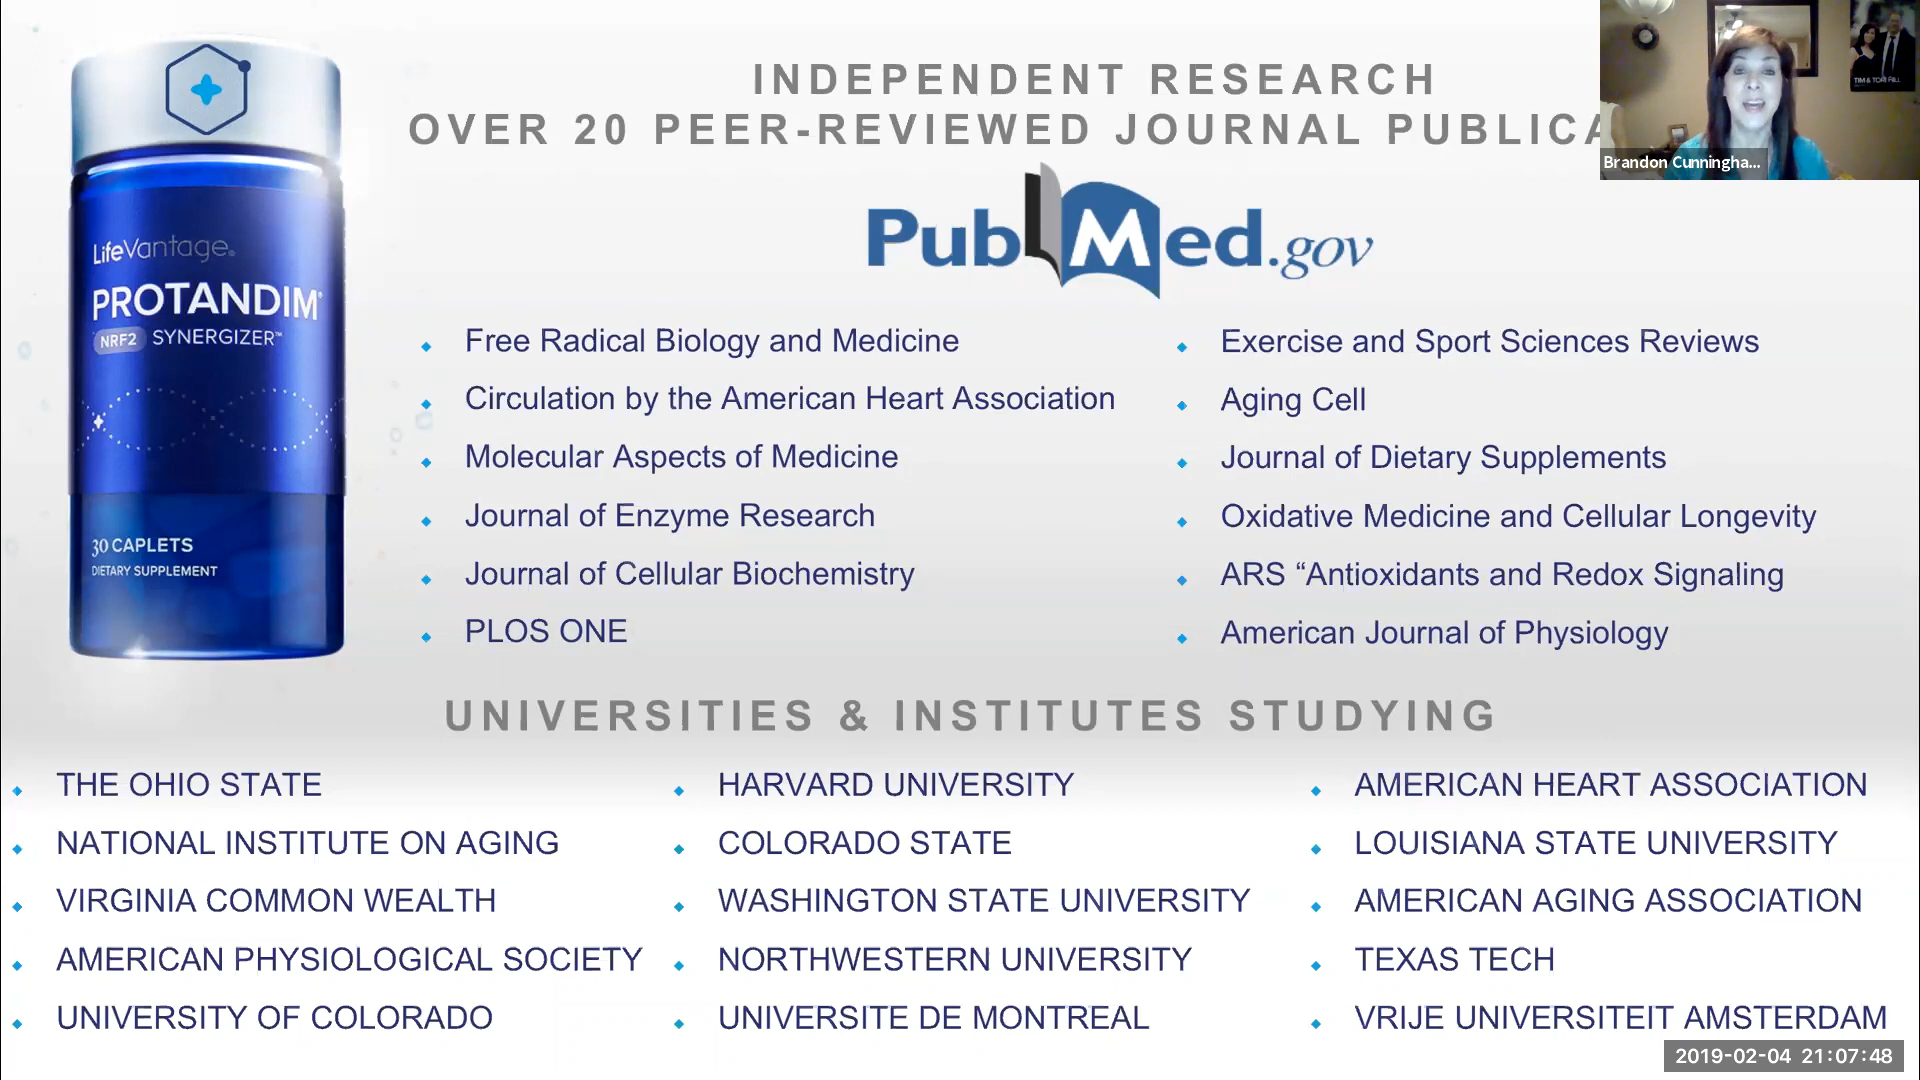 INDEPENDENT RESEARCH
OVER 20 PEER-REVIEWED JOURNAL PUBLICA
TIM & TORI FILL
Brandon Cunningha...
PubMed.gov
LifeVantage®
PROTANDIM®
NRF2 SYNERGIZER™
30 CAPLETS
DIETARY SUPPLEMENT
Free Radical Biology and Medicine
Circulation by the American Heart Association
Molecular Aspects of Medicine
Journal of Enzyme Research
Journal of Cellular Biochemistry
PLOS ONE
Exercise and Sport Sciences Reviews
Aging Cell
Journal of Dietary Supplements
Oxidative Medicine and Cellular Longevity
ARS “Antioxidants and Redox Signaling
American Journal of Physiology
UNIVERSITIES & INSTITUTES STUDYING
THE OHIO STATE
NATIONAL INSTITUTE ON AGING
VIRGINIA COMMON WEALTH
AMERICAN PHYSIOLOGICAL SOCIETY
UNIVERSITY OF COLORADO
HARVARD UNIVERSITY
COLORADO STATE
WASHINGTON STATE UNIVERSITY
NORTHWESTERN UNIVERSITY
UNIVERSITE DE MONTREAL
AMERICAN HEART ASSOCIATION
LOUISIANA STATE UNIVERSITY
AMERICAN AGING ASSOCIATION
TEXAS TECH
VRIJE UNIVERSITEIT AMSTERDAM
2019-02-04 21:07:48